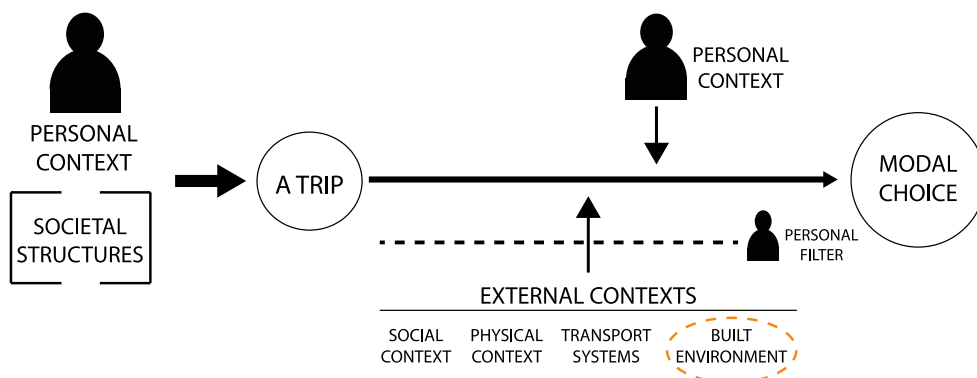 PERSONAL
CONTEXT
SOCIETAL
STRUCTURES
A TRIP
PERSONAL
CONTEXT
MODAL
CHOICE
PERSONAL
FILTER
EXTERNAL CONTEXTS
SOCIAL
CONTEXT
PHYSICAL
CONTEXT
TRANSPORT
SYSTEMS
BUILT
ENVIRONMENT